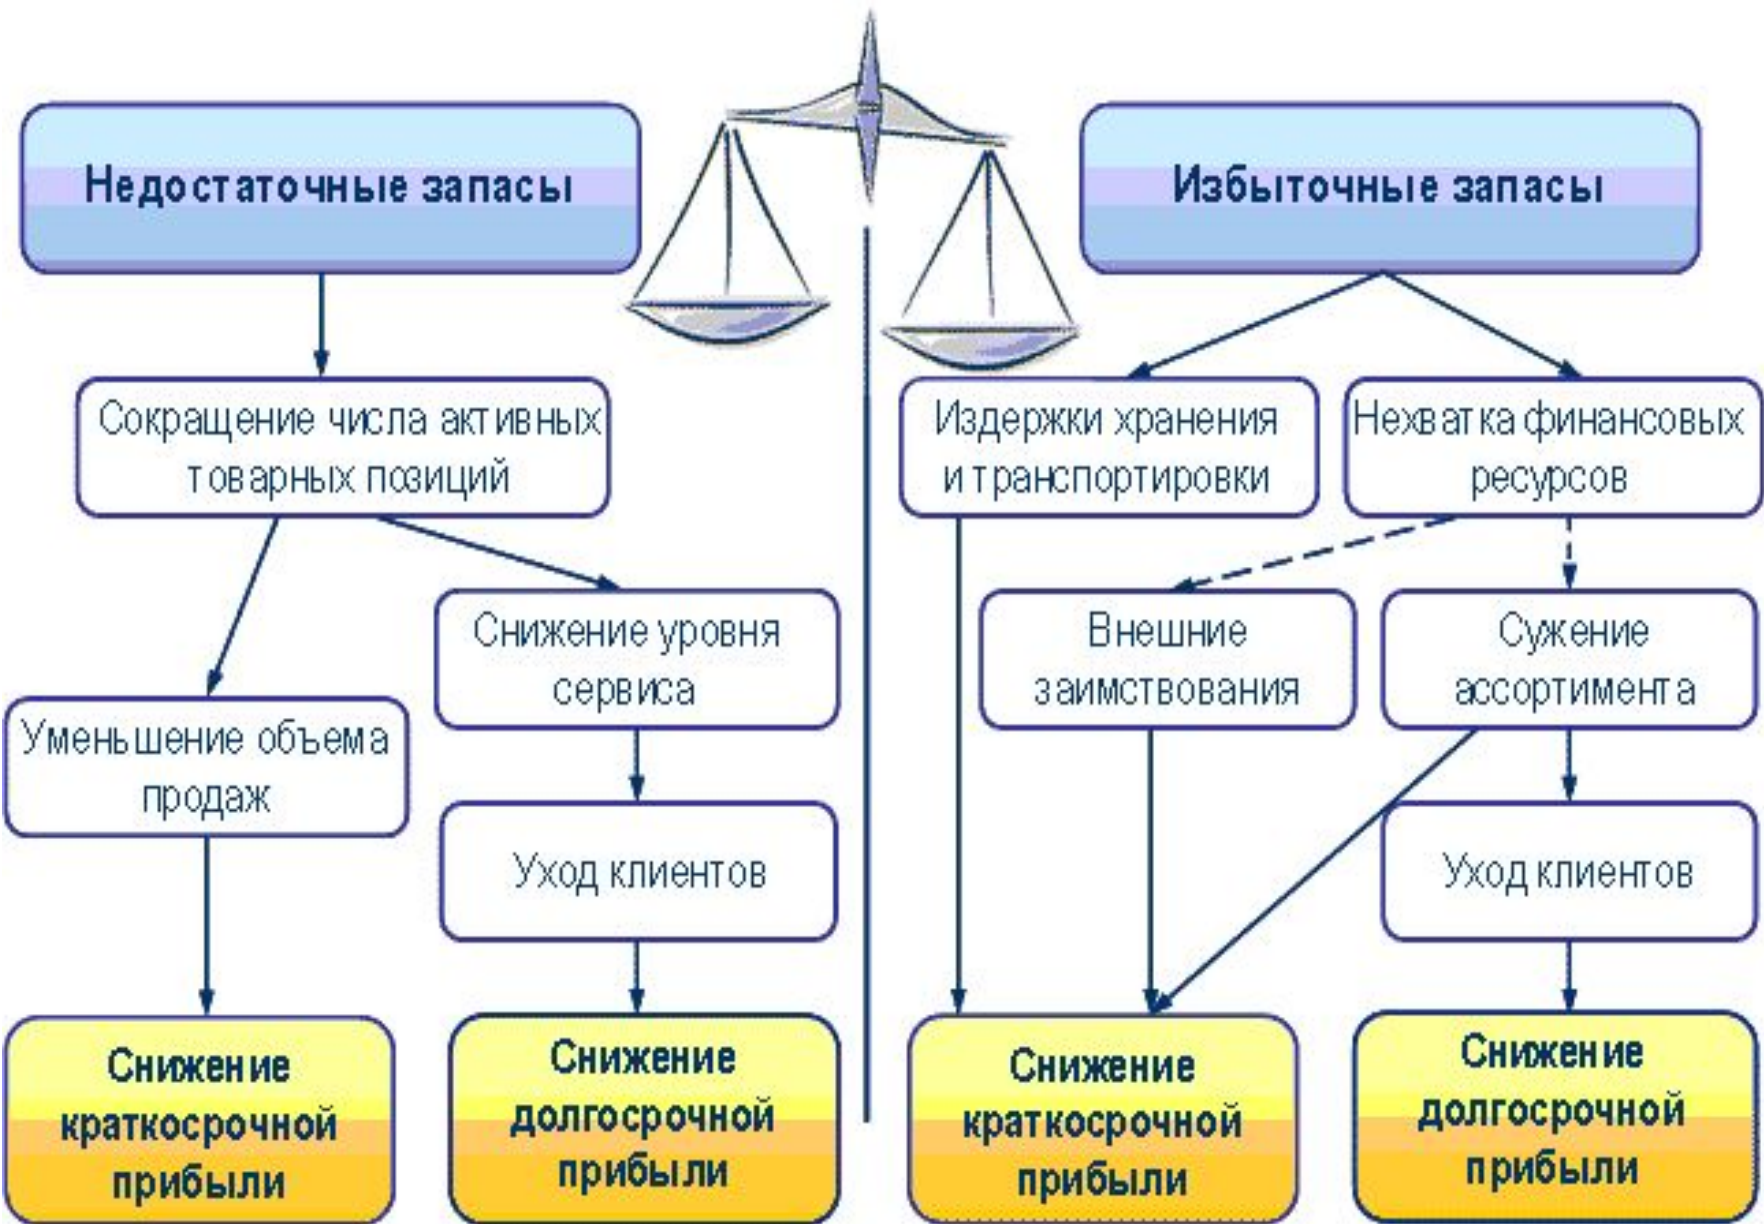 Недостаточные запасы
Избыточные запасы
Сокращение числа активных
товарных позиций
Издержки хранения
и транспортировки
Нехватка финансовых
ресурсов
Снижение уровня
сервиса
Внешние
заимствования
Сужение
ассортимента
Уменьшение объема
продаж
Уход клиентов
Уход клиентов
Снижение
краткосрочной
прибыли
Снижение
долгосрочной
прибыли
Снижение
краткосрочной
прибыли
Снижение
долгосрочной
прибыли